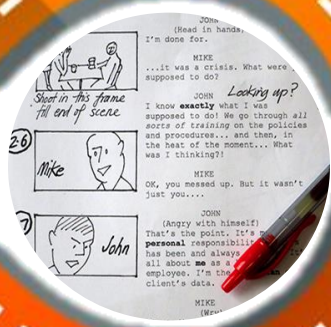 JOHN
(Head in hands,
I'm done for.
MIKE
...it was a crisis. What were
supposed to do?
Looking up?
JOHN
I know exactly what I was
supposed to do! We go through all
sorts of training on the policies
and procedures... and then, in
the heat of the moment... What
was I thinking?!
MIKE
OK, you messed up. But it wasn't
just you....
JOHN
(Angry with himself)
That's the point. It's
personal responsibili
has been and always
all about me as a
employee. I'm the
client's data.
MIKE
Shoot in this frame
till end of scene
2.6
Mike
John